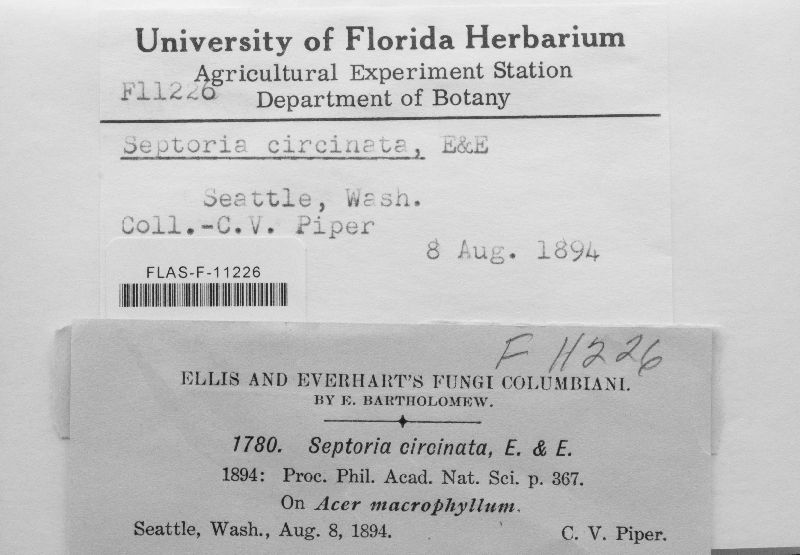 University of Florida Herbarium
Agricultural Experiment Station
F11226
Department of Botany
Septoria circinata, E&E
Seattle, Wash.
Coll.-C.V. Piper
8 Aug. 1894
FLAS-F-11226
F 11226
ELLIS AND EVERHART'S FUNGI COLUMBIANI.
BY E. BARTHOLOMEW.
1780. Septoria circinata, E. & E.
1894: Proc. Phil. Acad. Nat. Sci. p. 367.
On Acer macrophyllum.
Seattle, Wash., Aug. 8, 1894. C. V. Piper.